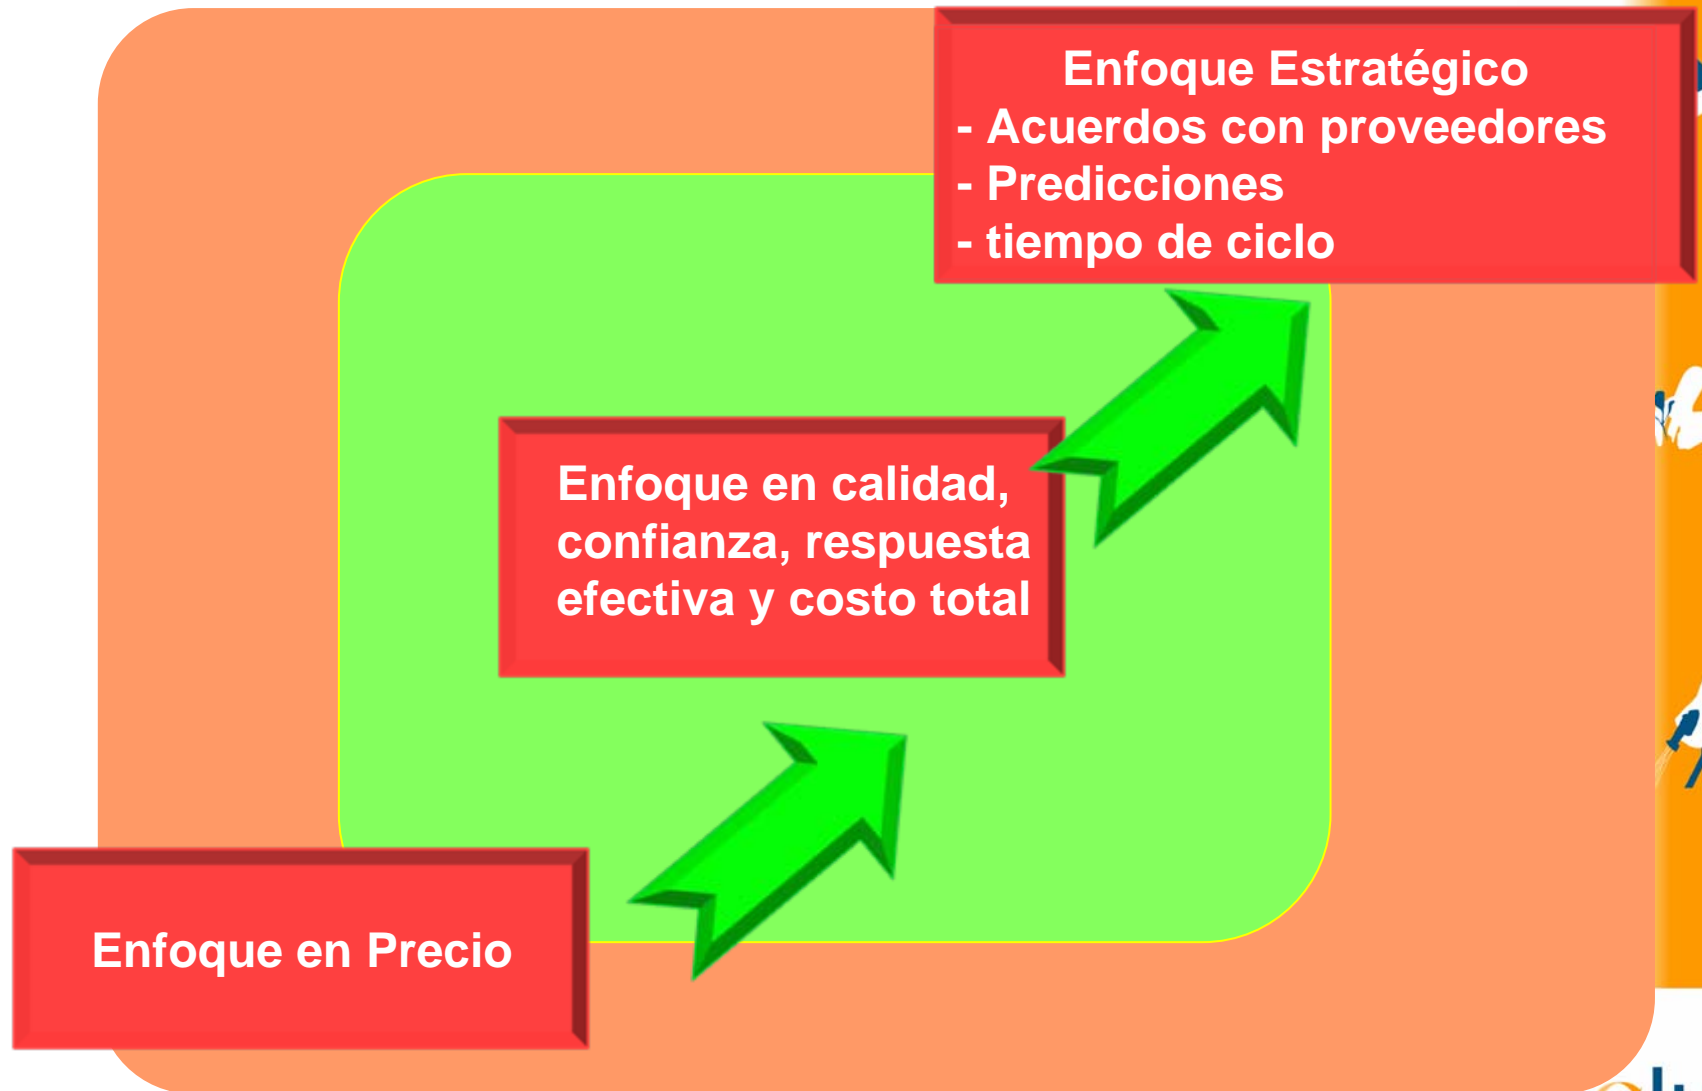 Enfoque Estratégico
- Acuerdos con proveedores
- Predicciones
- tiempo de ciclo
Enfoque en calidad,
confianza, respuesta
efectiva y costo total
Enfoque en Precio